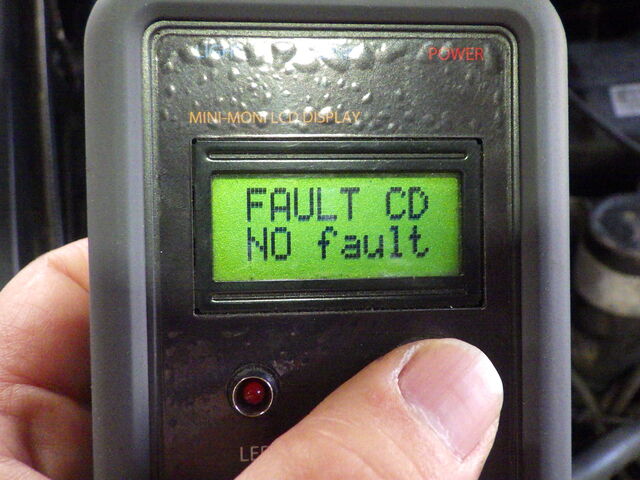 POWER
MINI-MONI LCD DISPLAY
FAULT CD
NO fault